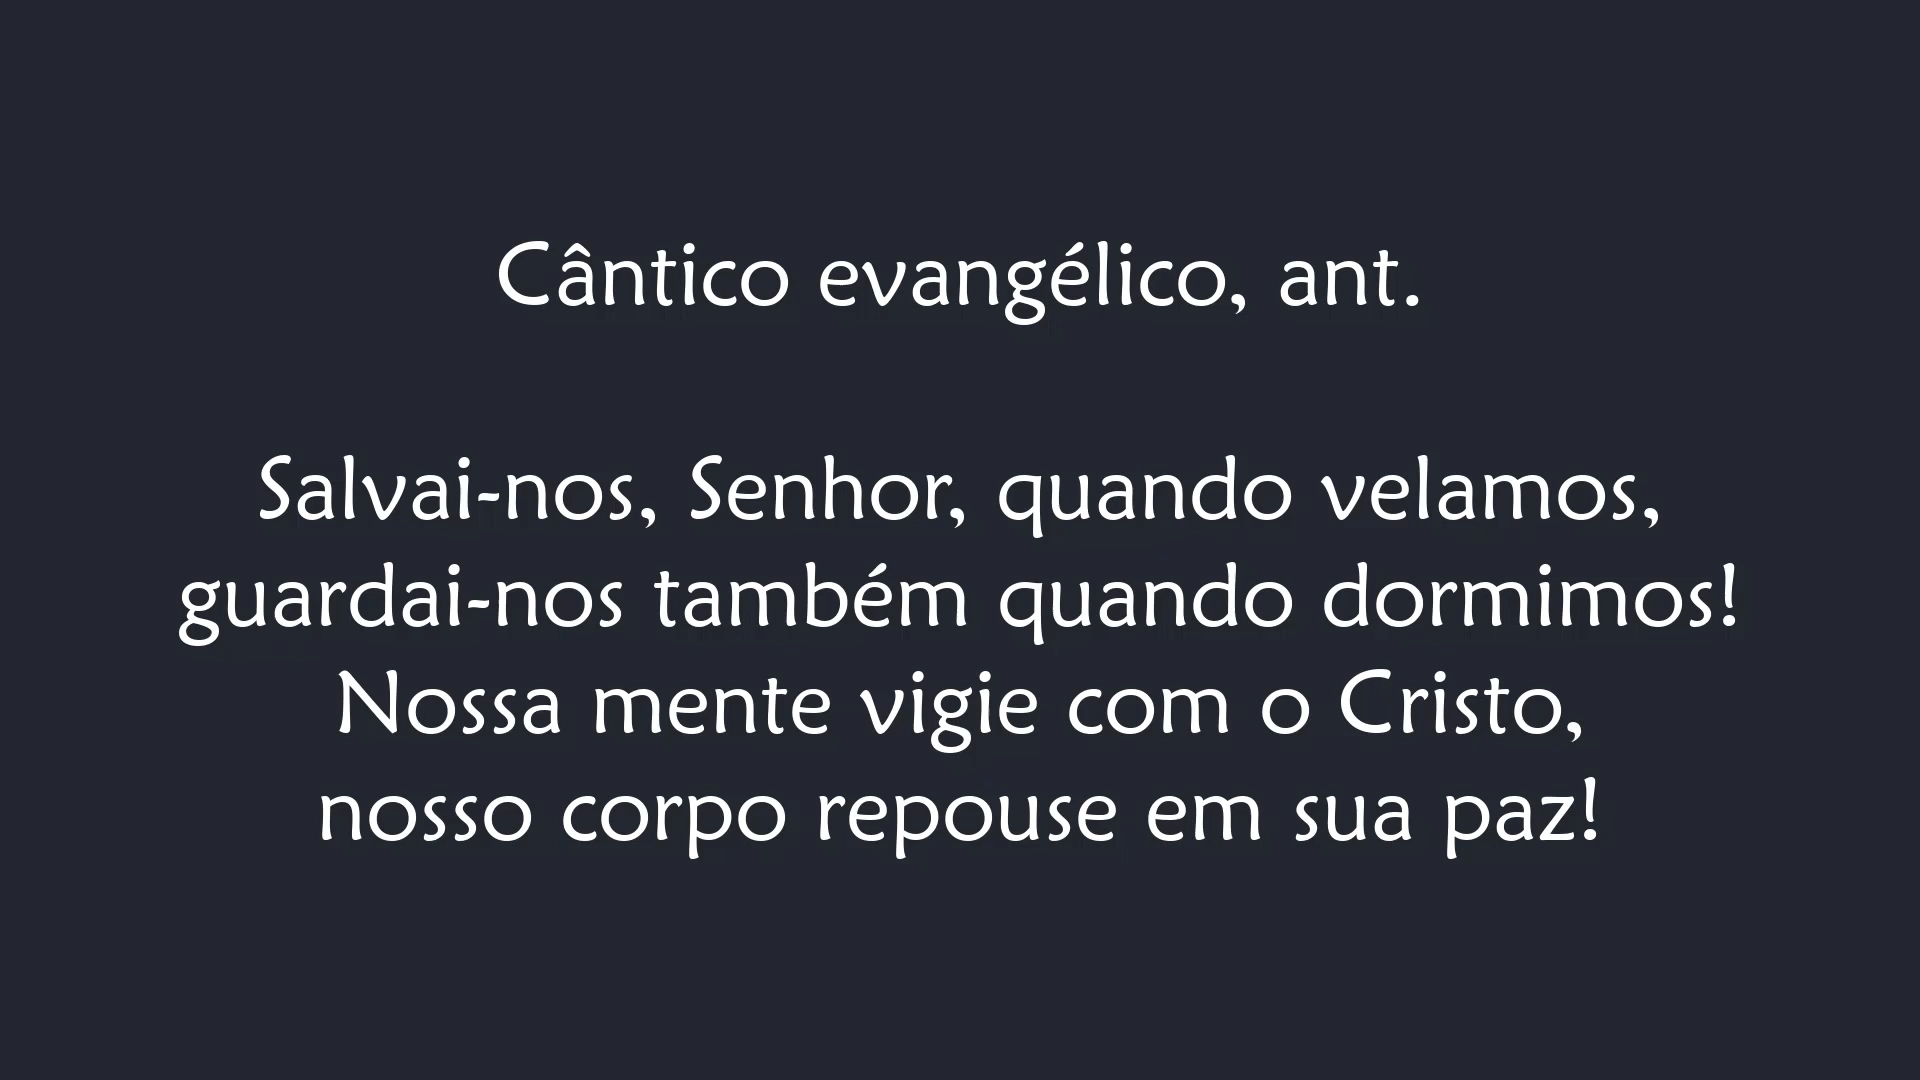 Cântico evangélico, ant.
Salvai-nos, Senhor, quando velamos,
guardai-nos também quando dormimos!
Nossa mente vigie com o Cristo,
nosso corpo repouse em sua paz!